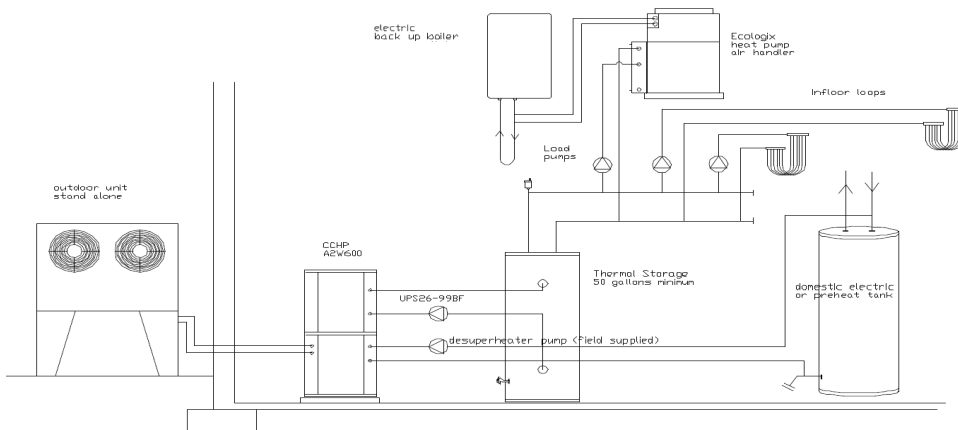 electric
back up boiler
Ecologix
heat pump
air handler
Infloor loops
Load
pumps
outdoor unit
stand alone
CCHP
A2W600
UPS26-99BF
Thermal Storage
50 gallons minimum
domestic electric
or preheat tank
desuperheater pump (field supplied)